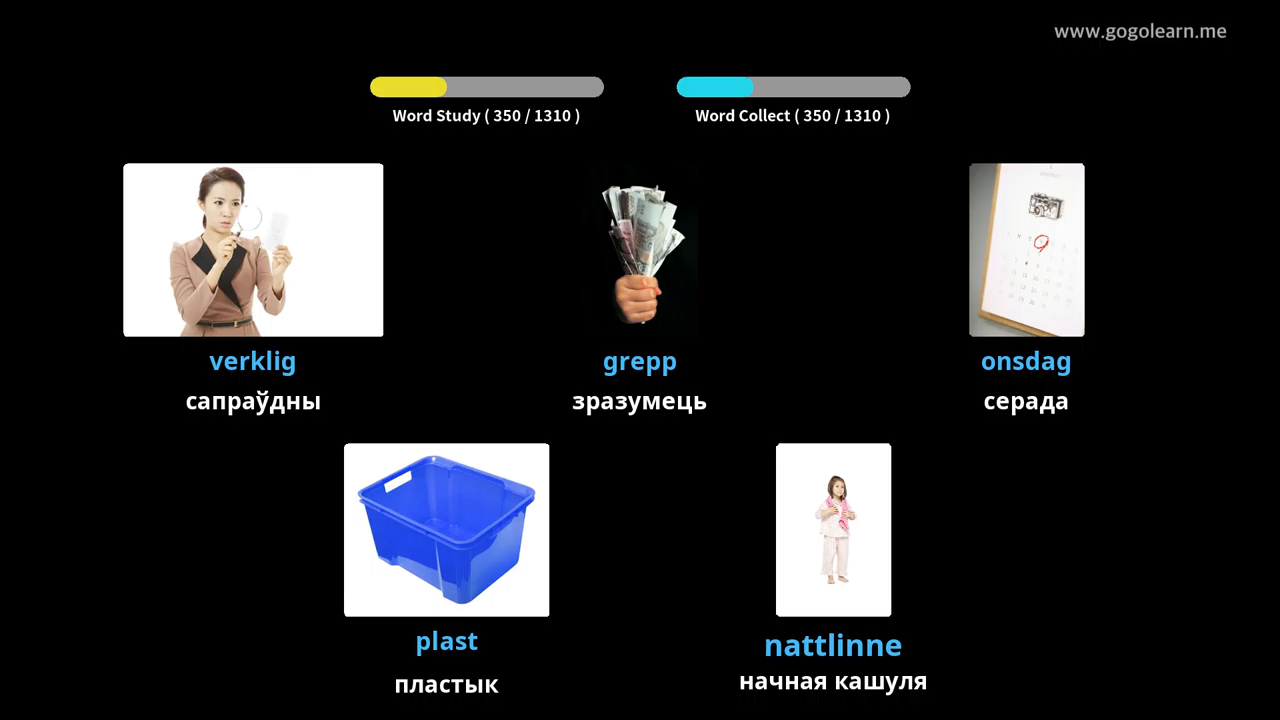 www.gogolearn.me
Word Study ( 350 / 1310 )
Word Collect ( 350 / 1310 )
verklig
grepp
onsdag
сапраўдны
зразумець
серада
plast
nattlinne
пластык
начная кашуля